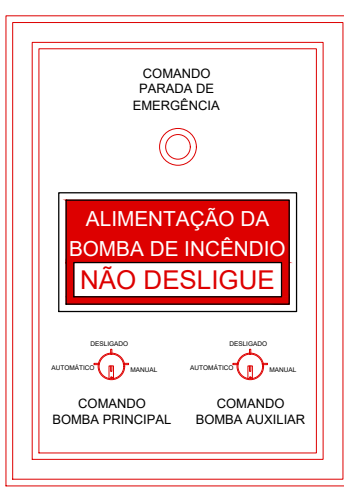 COMANDO
PARADA DE
EMERGÊNCIA
ALIMENTAÇÃO DA
BOMBA DE INCÊNDIO
NÃO DESLIGUE
DESLIGADO
AUTOMÁTICO MANUAL
COMANDO
BOMBA PRINCIPAL
DESLIGADO
AUTOMÁTICO MANUAL
COMANDO
BOMBA AUXILIAR